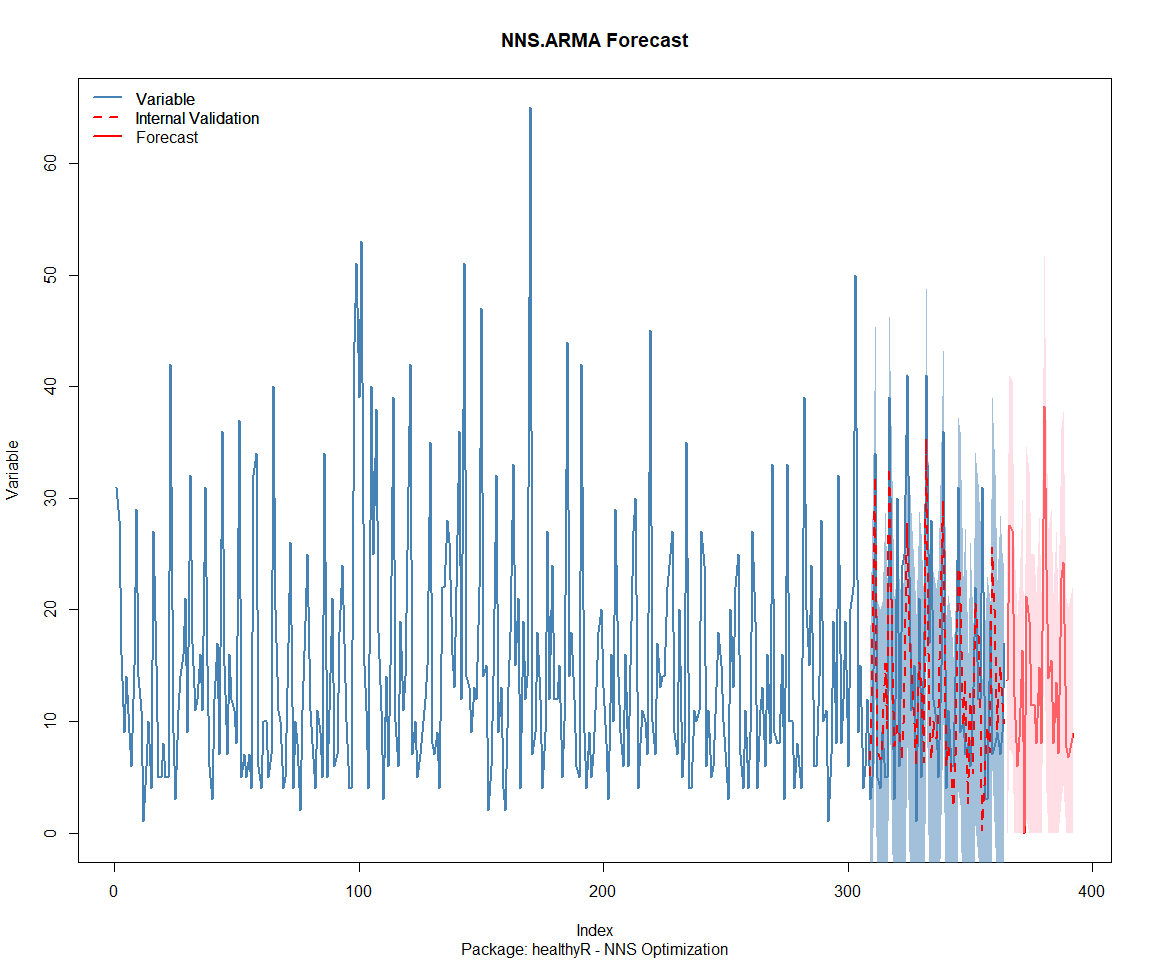 NNS.ARMA Forecast
Variable
Internal Validation
Forecast
Variable
60
50
40
30
20
10
0
0 100 200 300 400
Index
Package: healthyR - NNS Optimization